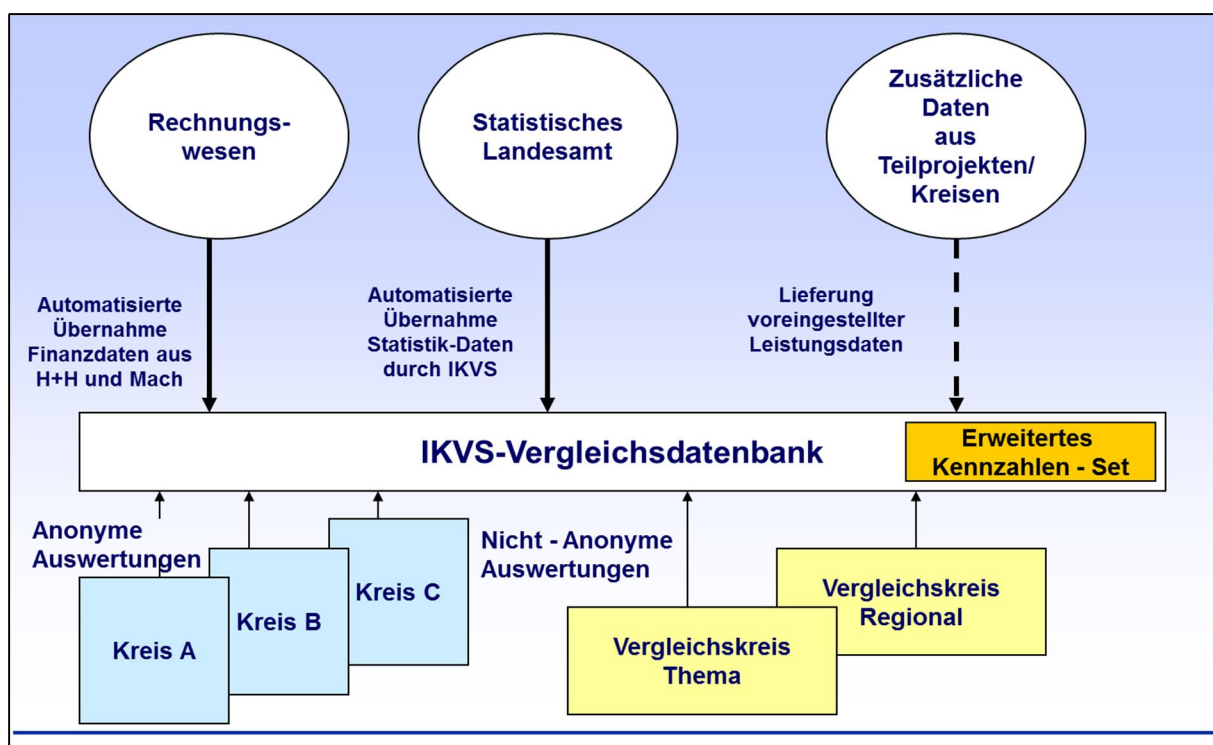 Rechnungs-
wesen
Statistisches
Landesamt
Zusätzliche
Daten
aus
Teilprojekten/
Kreisen
Automatisierte
Übernahme
Finanzdaten aus
H+H und Mach
Automatisierte
Übernahme
Statistik-Daten
durch IKVS
Lieferung
voreingestellter
Leistungsdaten
IKVS-Vergleichsdatenbank
Erweitertes
Kennzahlen - Set
Anonyme
Auswertungen
Kreis A
Kreis B
Kreis C
Nicht - Anonyme
Auswertungen
Vergleichskreis
Thema
Vergleichskreis
Regional